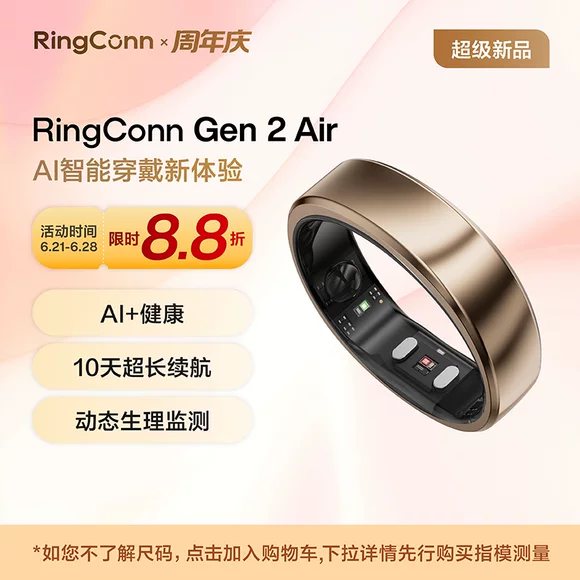 RingConn × 周年庆
超级新品
RingConn Gen 2 Air
AI智能穿戴新体验
活动时间
6.21-6.28
限时8.8折
AI+健康
10天超长续航
动态生理监测
*如您不了解尺码，点击加入购物车,下拉详情先行购买指模测量